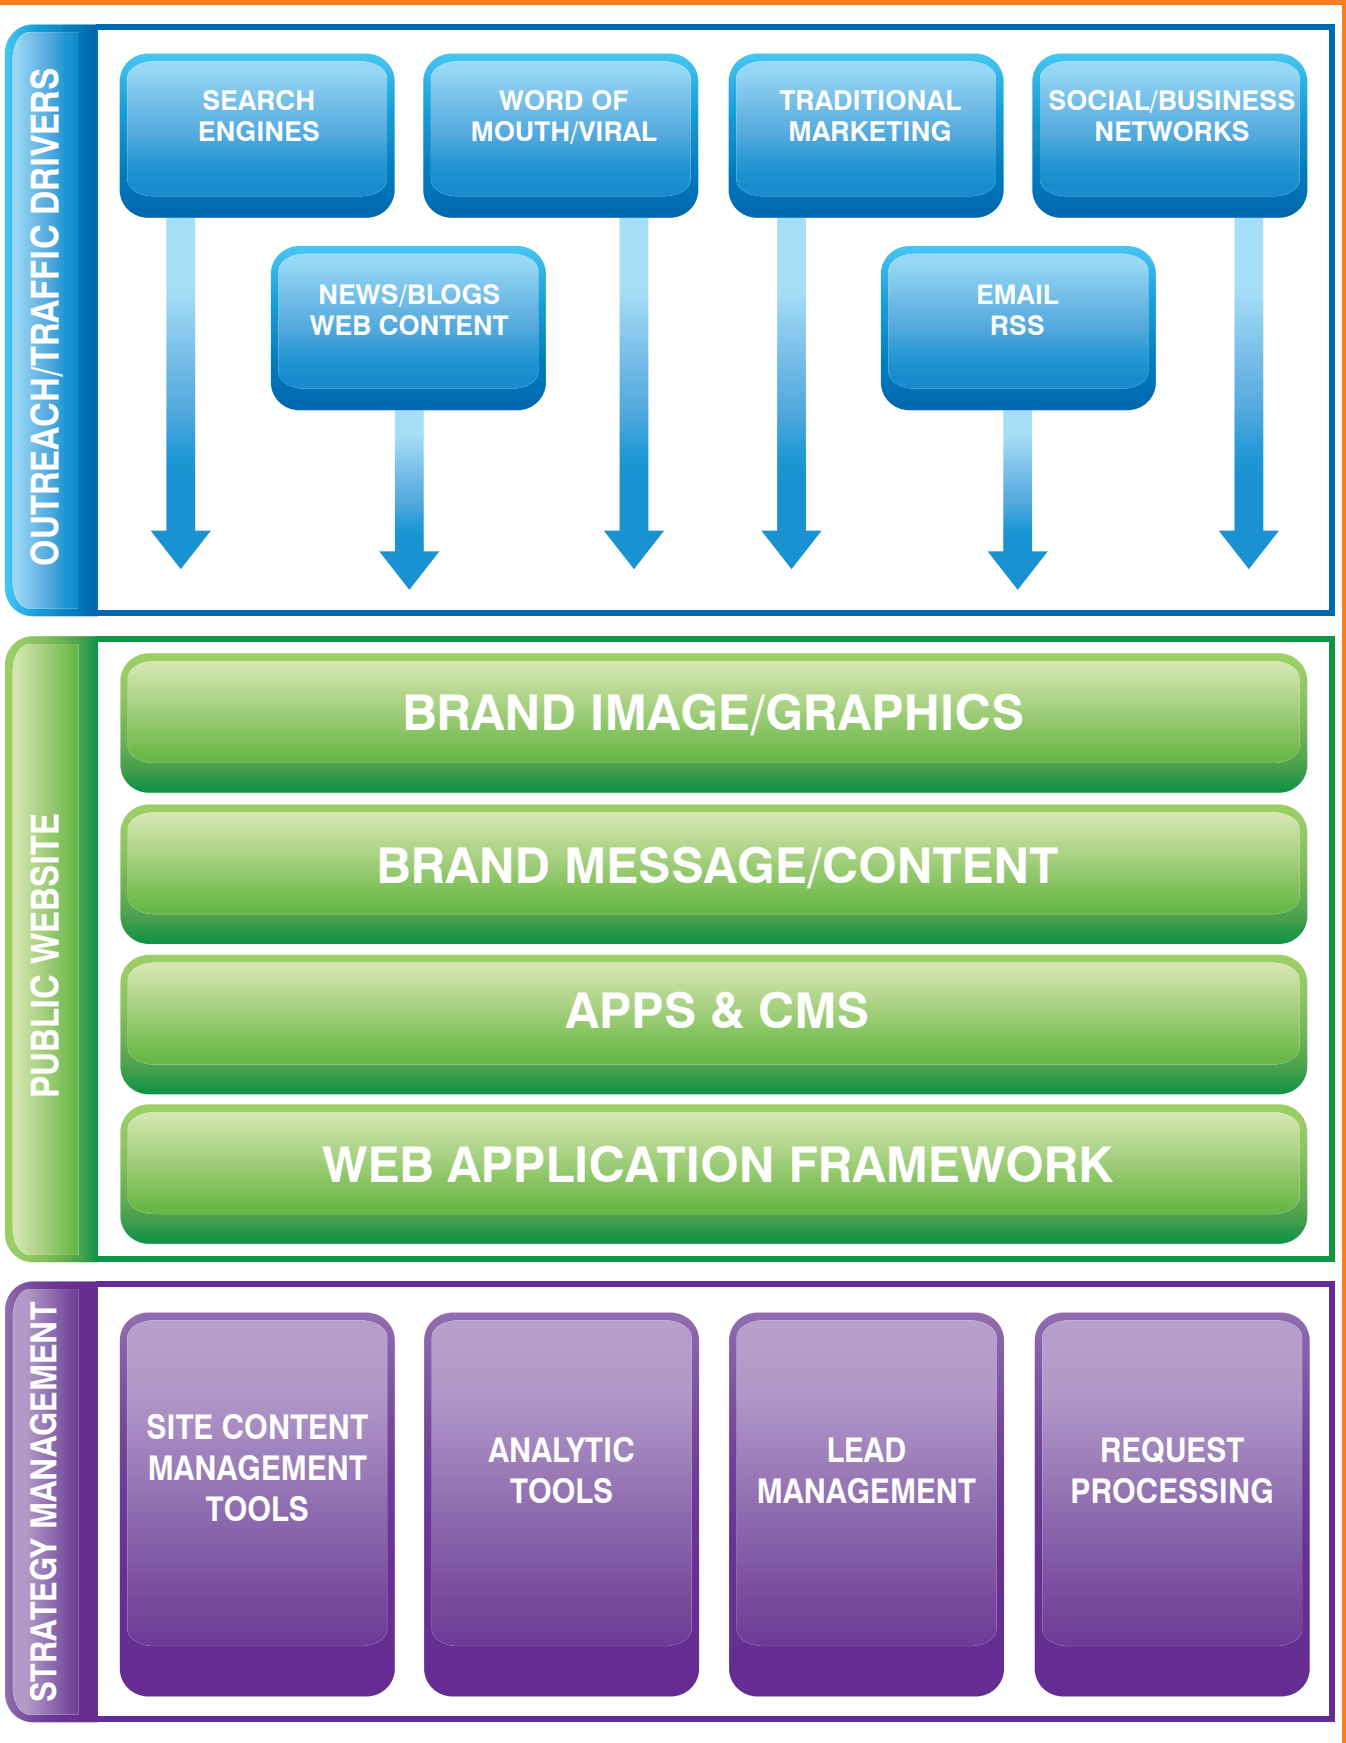 OUTREACH/TRAFFIC DRIVERS
SEARCH
ENGINES
WORD OF
MOUTH/VIRAL
TRADITIONAL
MARKETING
SOCIAL/BUSINESS
NETWORKS
NEWS/BLOGS
WEB CONTENT
EMAIL
RSS
PUBLIC WEBSITE
BRAND IMAGE/GRAPHICS
BRAND MESSAGE/CONTENT
APPS & CMS
WEB APPLICATION FRAMEWORK
STRATEGY MANAGEMENT
SITE CONTENT
MANAGEMENT
TOOLS
ANALYTIC
TOOLS
LEAD
MANAGEMENT
REQUEST
PROCESSING